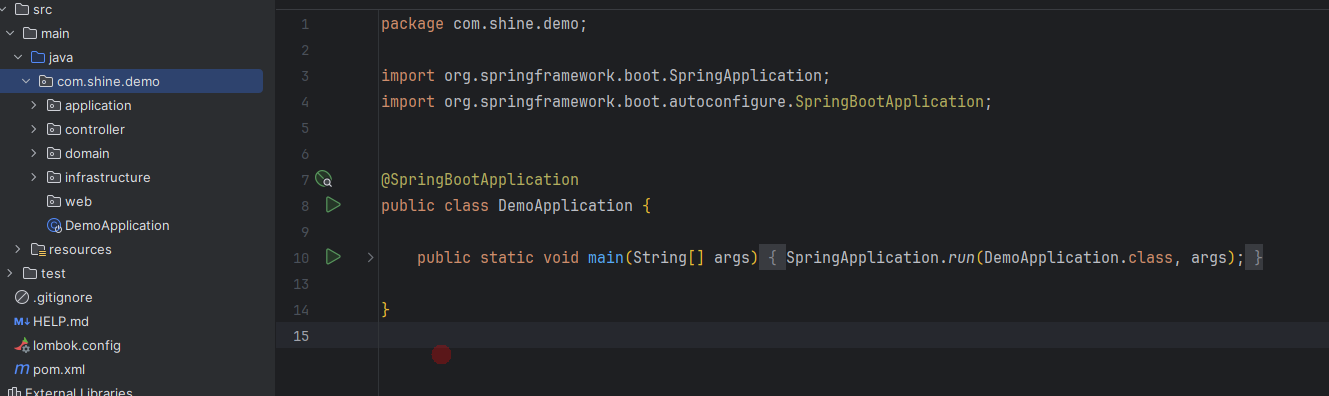 src
main
java
com.shine.demo
application
controller
domain
infrastructure
web
DemoApplication
resources
test
.gitignore
M↓ HELP.md
lombok.config
m pom.xml
External Libraries
1 package com.shine.demo;
2
3 import org.springframework.boot.SpringApplication;
4 import org.springframework.boot.autoconfigure.SpringBootApplication;
5
6
7 @SpringBootApplication
8 public class DemoApplication {
9
10 public static void main(String[] args) { SpringApplication.run(DemoApplication.class, args); }
13
14 }
15